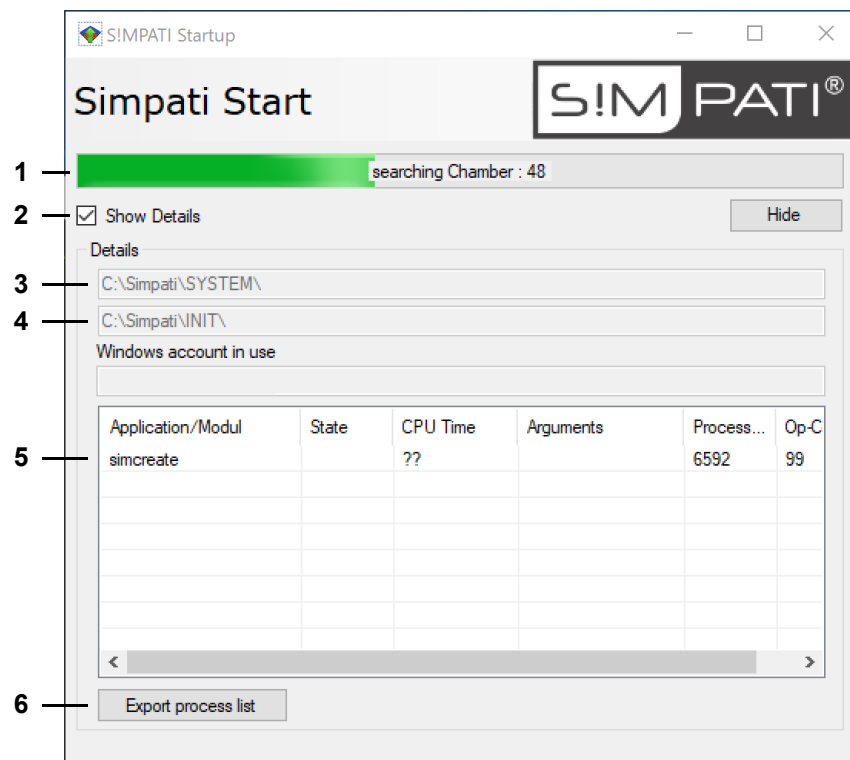 S!MPATI Startup
Simpati Start
S!MPATI®
1 searching Chamber : 48
2 Show Details Hide
Details
3 C:\Simpati\SYSTEM\
4 C:\Simpati\INIT\
Windows account in use
Application/Modul State CPU Time Arguments Process... Op-C
5 simcreate ?? 6592 99
6 Export process list